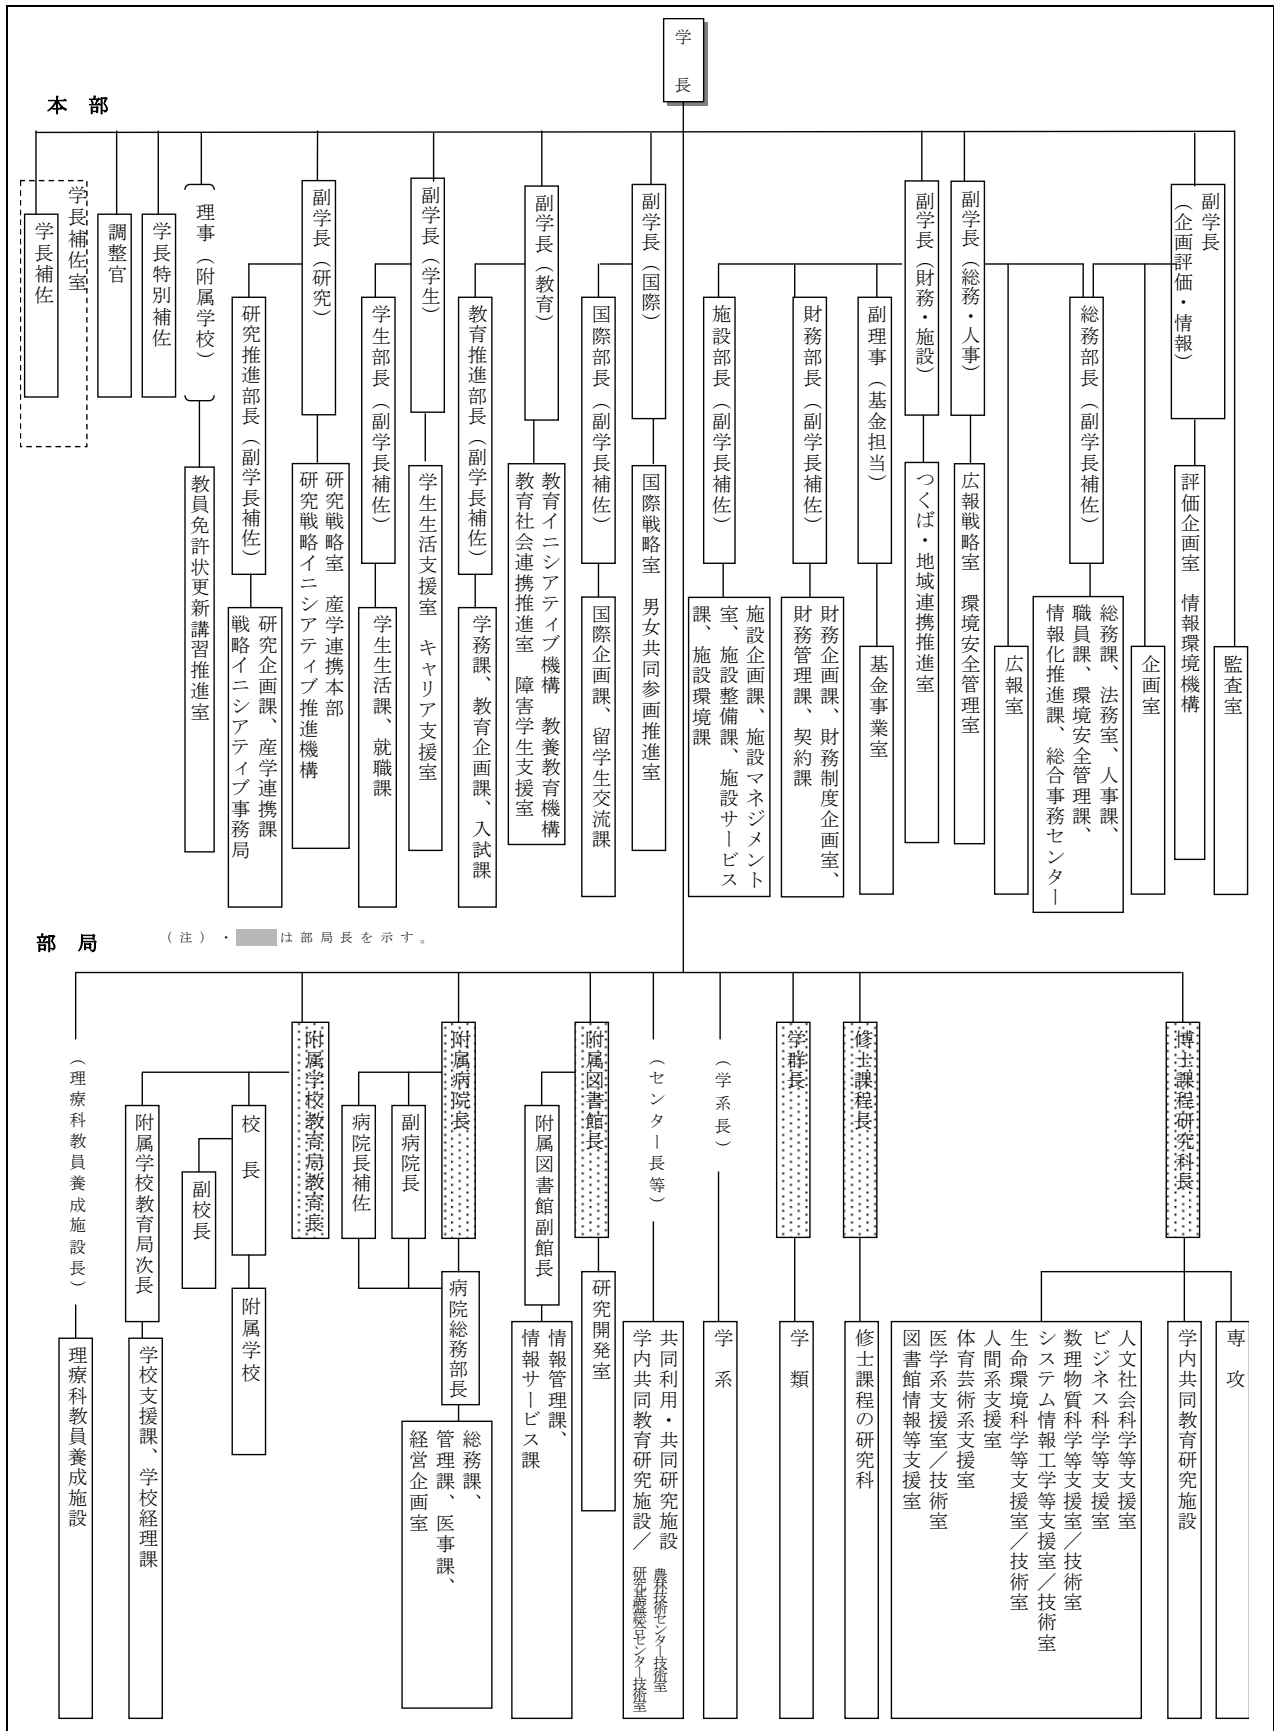 学長
本 部
監査室
副学長
（企画評価・情報）
評価企画室　情報環境機構
企画室
総務部長（副学長補佐）
総務課、法務室、人事課、
職員課、環境安全管理課、
情報化推進課、総合事務センター
副学長（総務・人事）
広報室
広報戦略室　環境安全管理室
副学長（財務・施設）
つくば・地域連携推進室
副理事（基金担当）
基金事業室
財務部長（副学長補佐）
財務企画課、財務制度企画室、
財務管理課、契約課
施設部長（副学長補佐）
施設企画課、施設マネジメント
室、施設整備課、施設サービス
課、施設環境課
副学長（国際）
国際戦略室　男女共同参画推進室
国際部長（副学長補佐）
国際企画課、留学生交流課
副学長（教育）
教育イニシアティブ機構　教養教育機構
教育社会連携推進室　障害学生支援室
教育推進部長（副学長補佐）
学務課、教育企画課、入試課
副学長（学生）
学生生活支援室　キャリア支援室
学生部長（副学長補佐）
学生生活課、就職課
副学長（研究）
研究戦略室　産学連携本部
研究戦略イニシアティブ推進機構
研究推進部長（副学長補佐）
研究企画課、産学連携課
戦略イニシアティブ事務局
理事（附属学校）
教員免許状更新講習推進室
学長特別補佐
調整官
学長補佐室
学長補佐
部 局
（注）・　は部局長を示す。
博士課程研究科長
専攻
学内共同教育研究施設
人文社会科学等支援室
ビジネス科学等支援室
数理物質科学等支援室／技術室
システム情報工学等支援室／技術室
生命環境科学等支援室／技術室
人間系支援室
体育芸術系支援室
医学系支援室／技術室
図書館情報等支援室
修士課程長
修士課程の研究科
学群長
学類
（学系長）
学系
（センター長等）
共同利用・共同研究施設
学内共同教育研究施設／
農林技術センター技術室
研究基盤総合センター技術室
附属図書館長
研究開発室
附属図書館副館長
情報管理課、
情報サービス課
附属病院長
副病院長
病院長補佐
病院総務部長
総務課、
管理課、医事課、
経営企画室
附属学校教育局教育長
校長
副校長
附属学校
附属学校教育局次長
学校支援課、学校経理課
（理療科教員養成施設長）
理療科教員養成施設